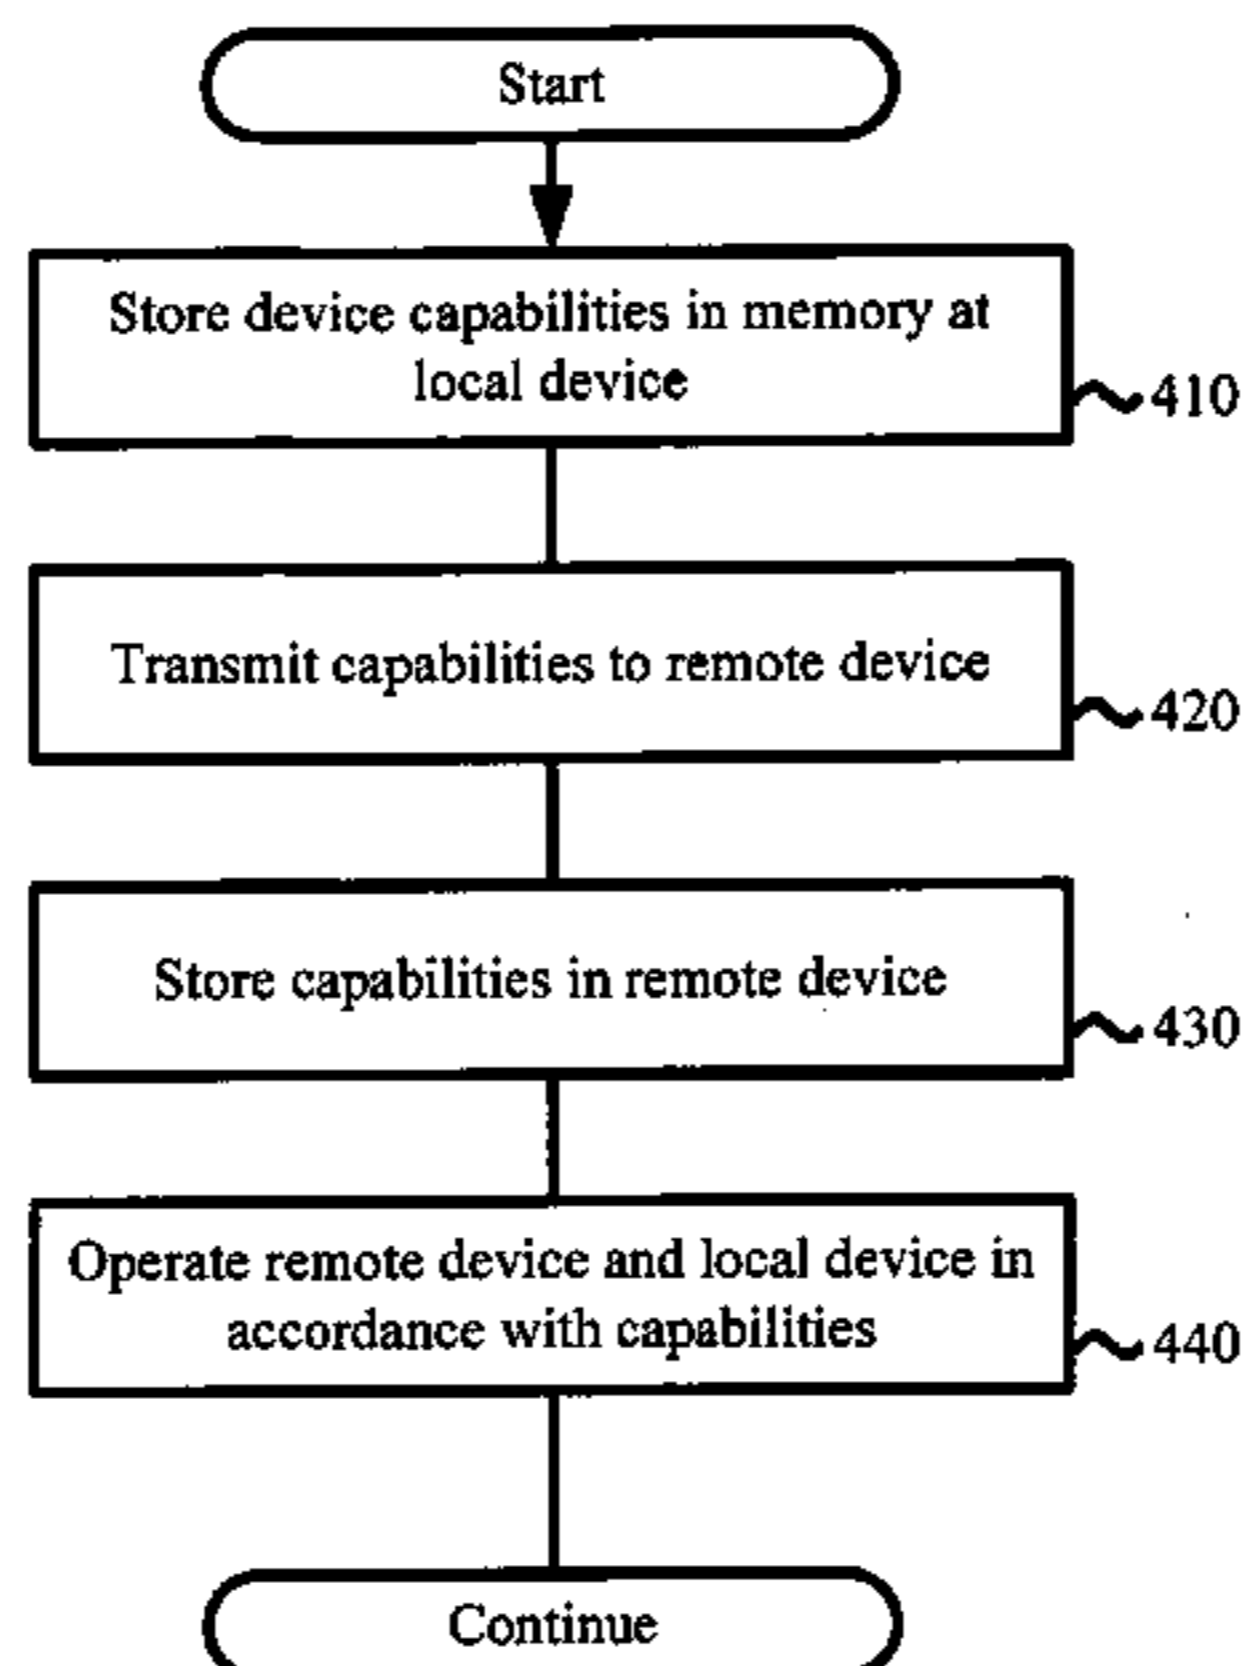 Start
Store device capabilities in memory at
local device
410
Transmit capabilities to remote device
420
Store capabilities in remote device
430
Operate remote device and local device in
accordance with capabilities
440
Continue